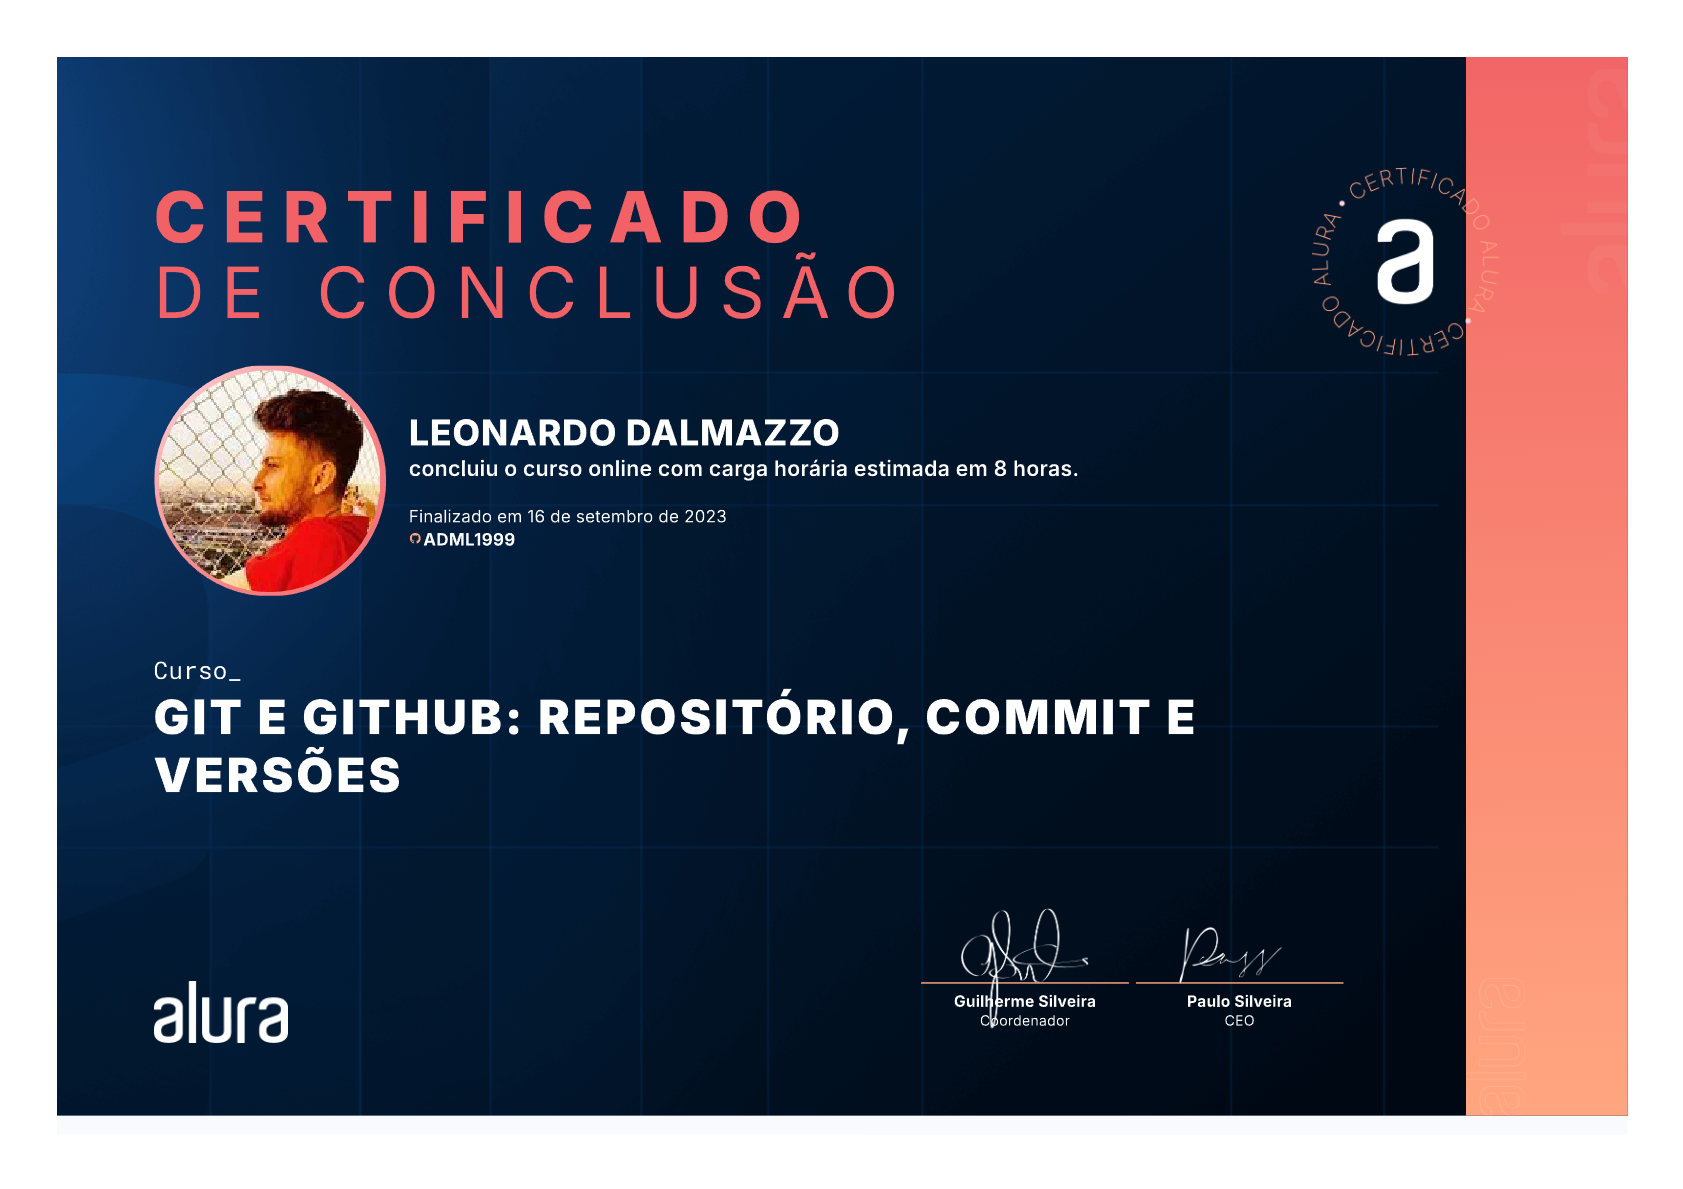 CERTIFICADO
DE CONCLUSÃO
CERTIFICADO ALURA • CERTIFICADO ALURA •
a
alura
LEONARDO DALMAZZO
concluiu o curso online com carga horária estimada em 8 horas.
Finalizado em 16 de setembro de 2023
ADML1999
Curso_
GIT E GITHUB: REPOSITÓRIO, COMMIT E
VERSÕES
alura
Guilherme Silveira
Coordenador
Paulo Silveira
CEO
alura